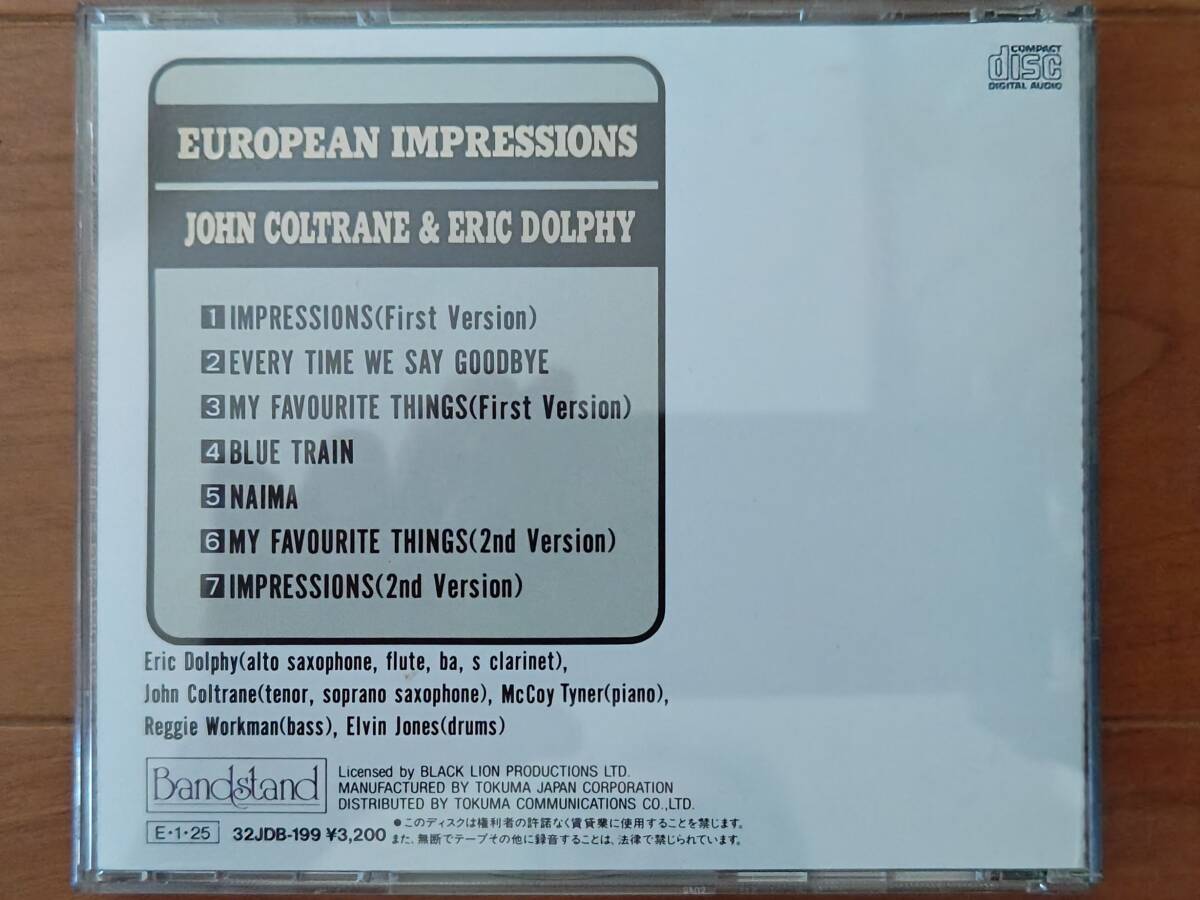 COMPACT
disc
DIGITAL AUDIO
EUROPEAN IMPRESSIONS
JOHN COLTRANE & ERIC DOLPHY
1 IMPRESSIONS(First Version)
2 EVERY TIME WE SAY GOODBYE
3 MY FAVOURITE THINGS(First Version)
4 BLUE TRAIN
5 NAIMA
6 MY FAVOURITE THINGS(2nd Version)
7 IMPRESSIONS(2nd Version)
Eric Dolphy(alto saxophone, flute, ba, s clarinet),
John Coltrane(tenor, soprano saxophone), McCoy Tyner(piano),
Reggie Workman(bass), Elvin Jones(drums)
Bandstand
Licensed by BLACK LION PRODUCTIONS LTD.
MANUFACTURED BY TOKUMA JAPAN CORPORATION
DISTRIBUTED BY TOKUMA COMMUNICATIONS CO.,LTD.
E・1・25 32JDB-199 ¥3,200
●このディスクは権利者の許諾なく賃貸業に使用することを禁じます。
また、無断でテープその他に録音することは、法律で禁じられています。